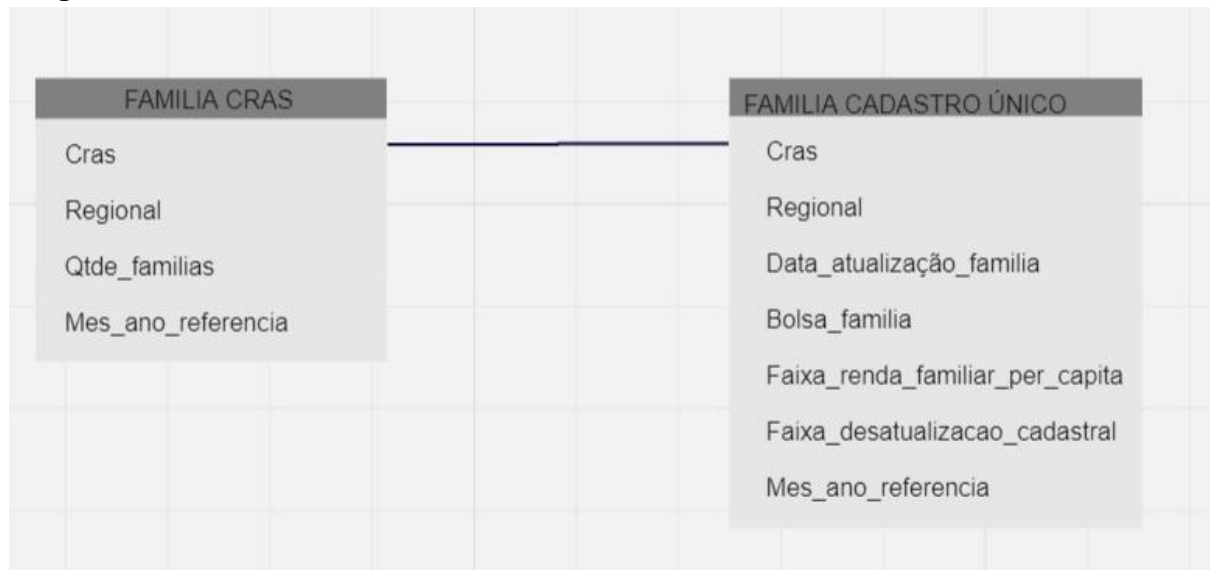 FAMILIA CRAS
Cras
Regional
Qtde_familias
Mes_ano_referencia
FAMILIA CADASTRO ÚNICO
Cras
Regional
Data_atualização_familia
Bolsa_familia
Faixa_renda_familiar_per_capita
Faixa_desatualizacao_cadastral
Mes_ano_referencia